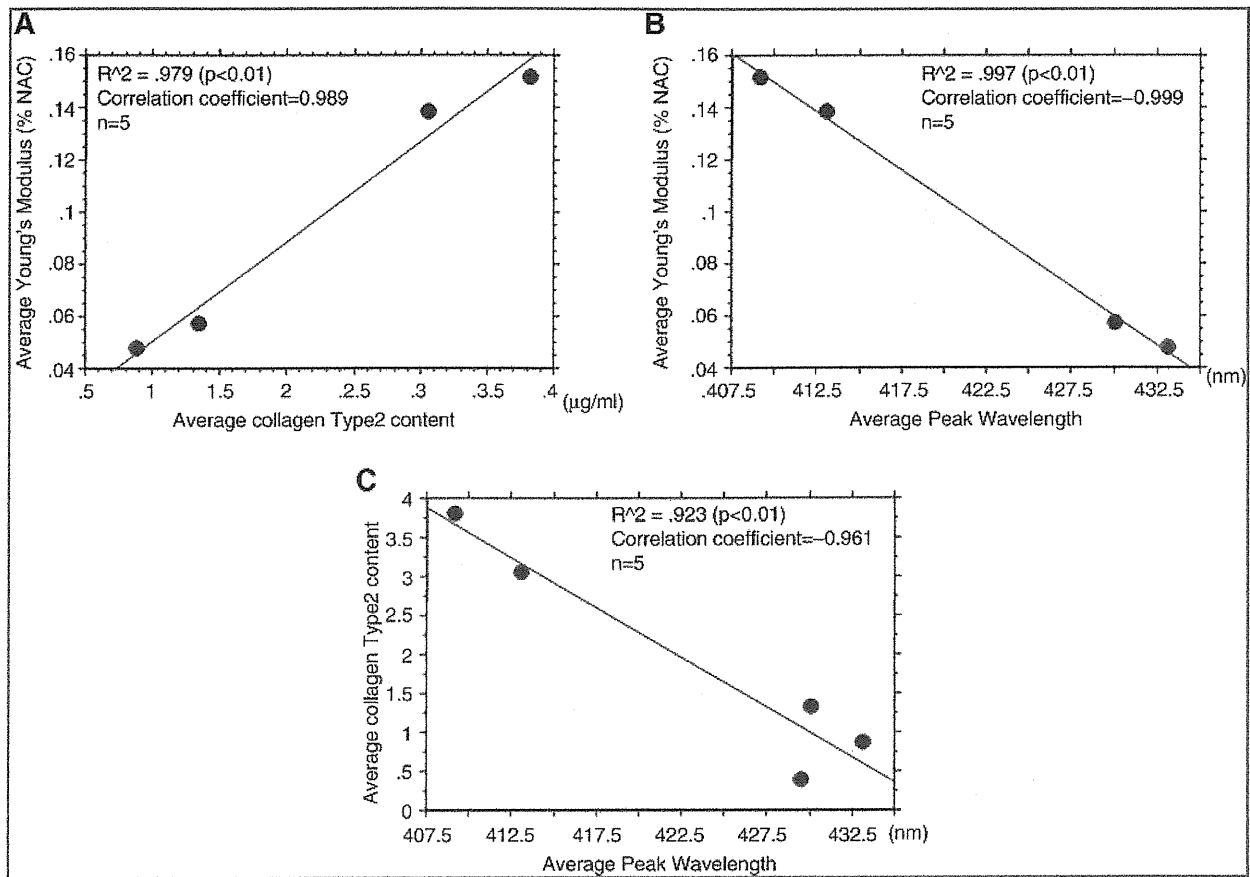 A
R^2 = .979 (p<0.01)
Correlation coefficient=0.989
n=5
Average Young's Modulus (% NAC)
.16
.14
.12
.1
.08
.06
.04
.5
1
1.5
2
2.5
.3
3.5
.4
(μg/ml)
Average collagen Type2 content
B
R^2 = .997 (p<0.01)
Correlation coefficient=−0.999
n=5
Average Young's Modulus (% NAC)
.16
.14
.12
.1
.08
.06
.04
.407.5
412.5
417.5
422.5
427.5
432.5
(nm)
Average Peak Wavelength
C
R^2 = .923 (p<0.01)
Correlation coefficient=−0.961
n=5
Average collagen Type2 content
4
3.5
3
2.5
2
1.5
1
.5
0
407.5
412.5
417.5
422.5
427.5
432.5
(nm)
Average Peak Wavelength